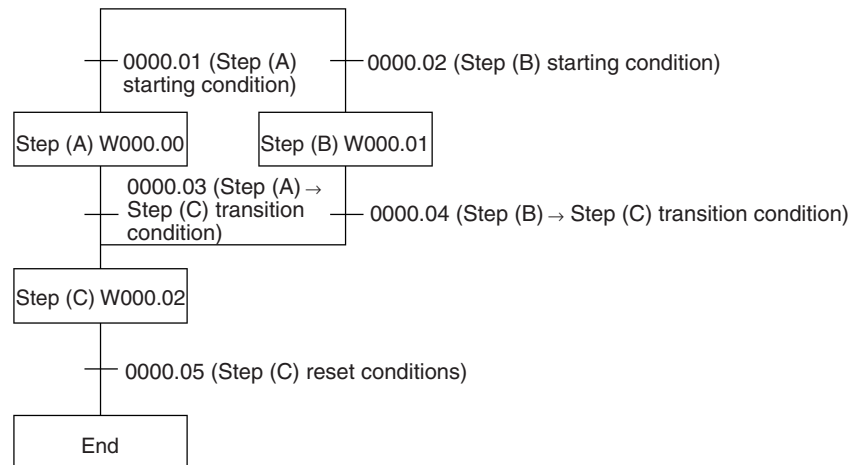 0000.01 (Step (A)
starting condition)
0000.02 (Step (B) starting condition)
Step (A) W000.00
Step (B) W000.01
0000.03 (Step (A) →
Step (C) transition
condition)
0000.04 (Step (B) → Step (C) transition condition)
Step (C) W000.02
0000.05 (Step (C) reset conditions)
End